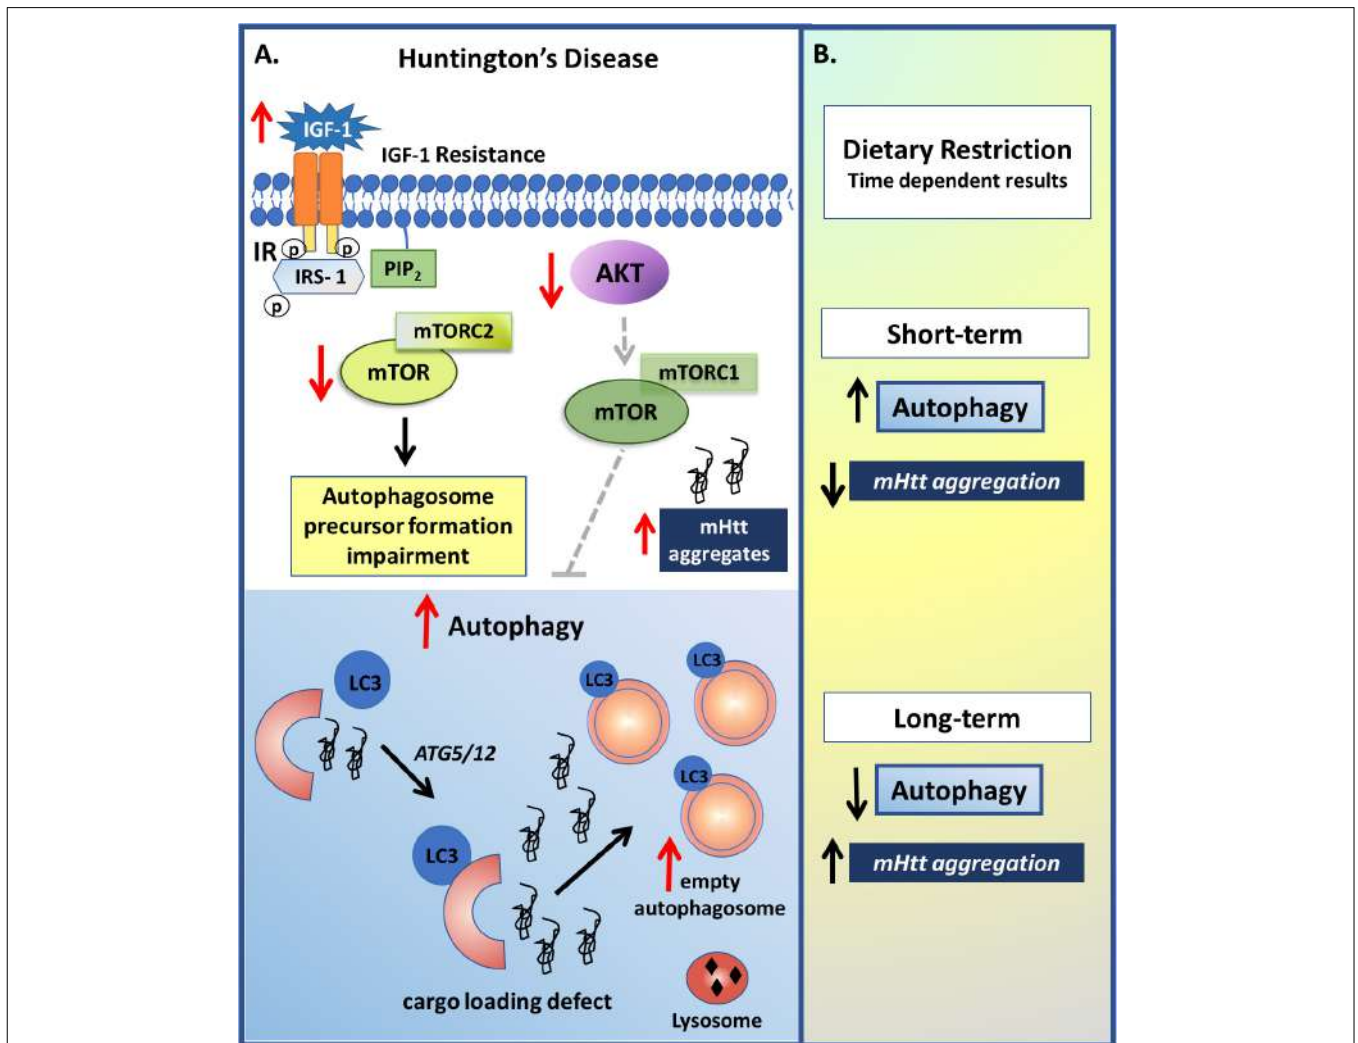 A.
Huntington's Disease
IGF-1
IGF-1 Resistance
IR
p
p
IRS- 1
p
PIP₂
AKT
mTORC2
mTOR
mTORC1
mTOR
Autophagosome
precursor formation
impairment
mHtt
aggregates
Autophagy
LC3
ATG5/12
LC3
LC3
LC3
LC3
empty
autophagosome
cargo loading defect
Lysosome
B.
Dietary Restriction
Time dependent results
Short-term
Autophagy
mHtt aggregation
Long-term
Autophagy
mHtt aggregation